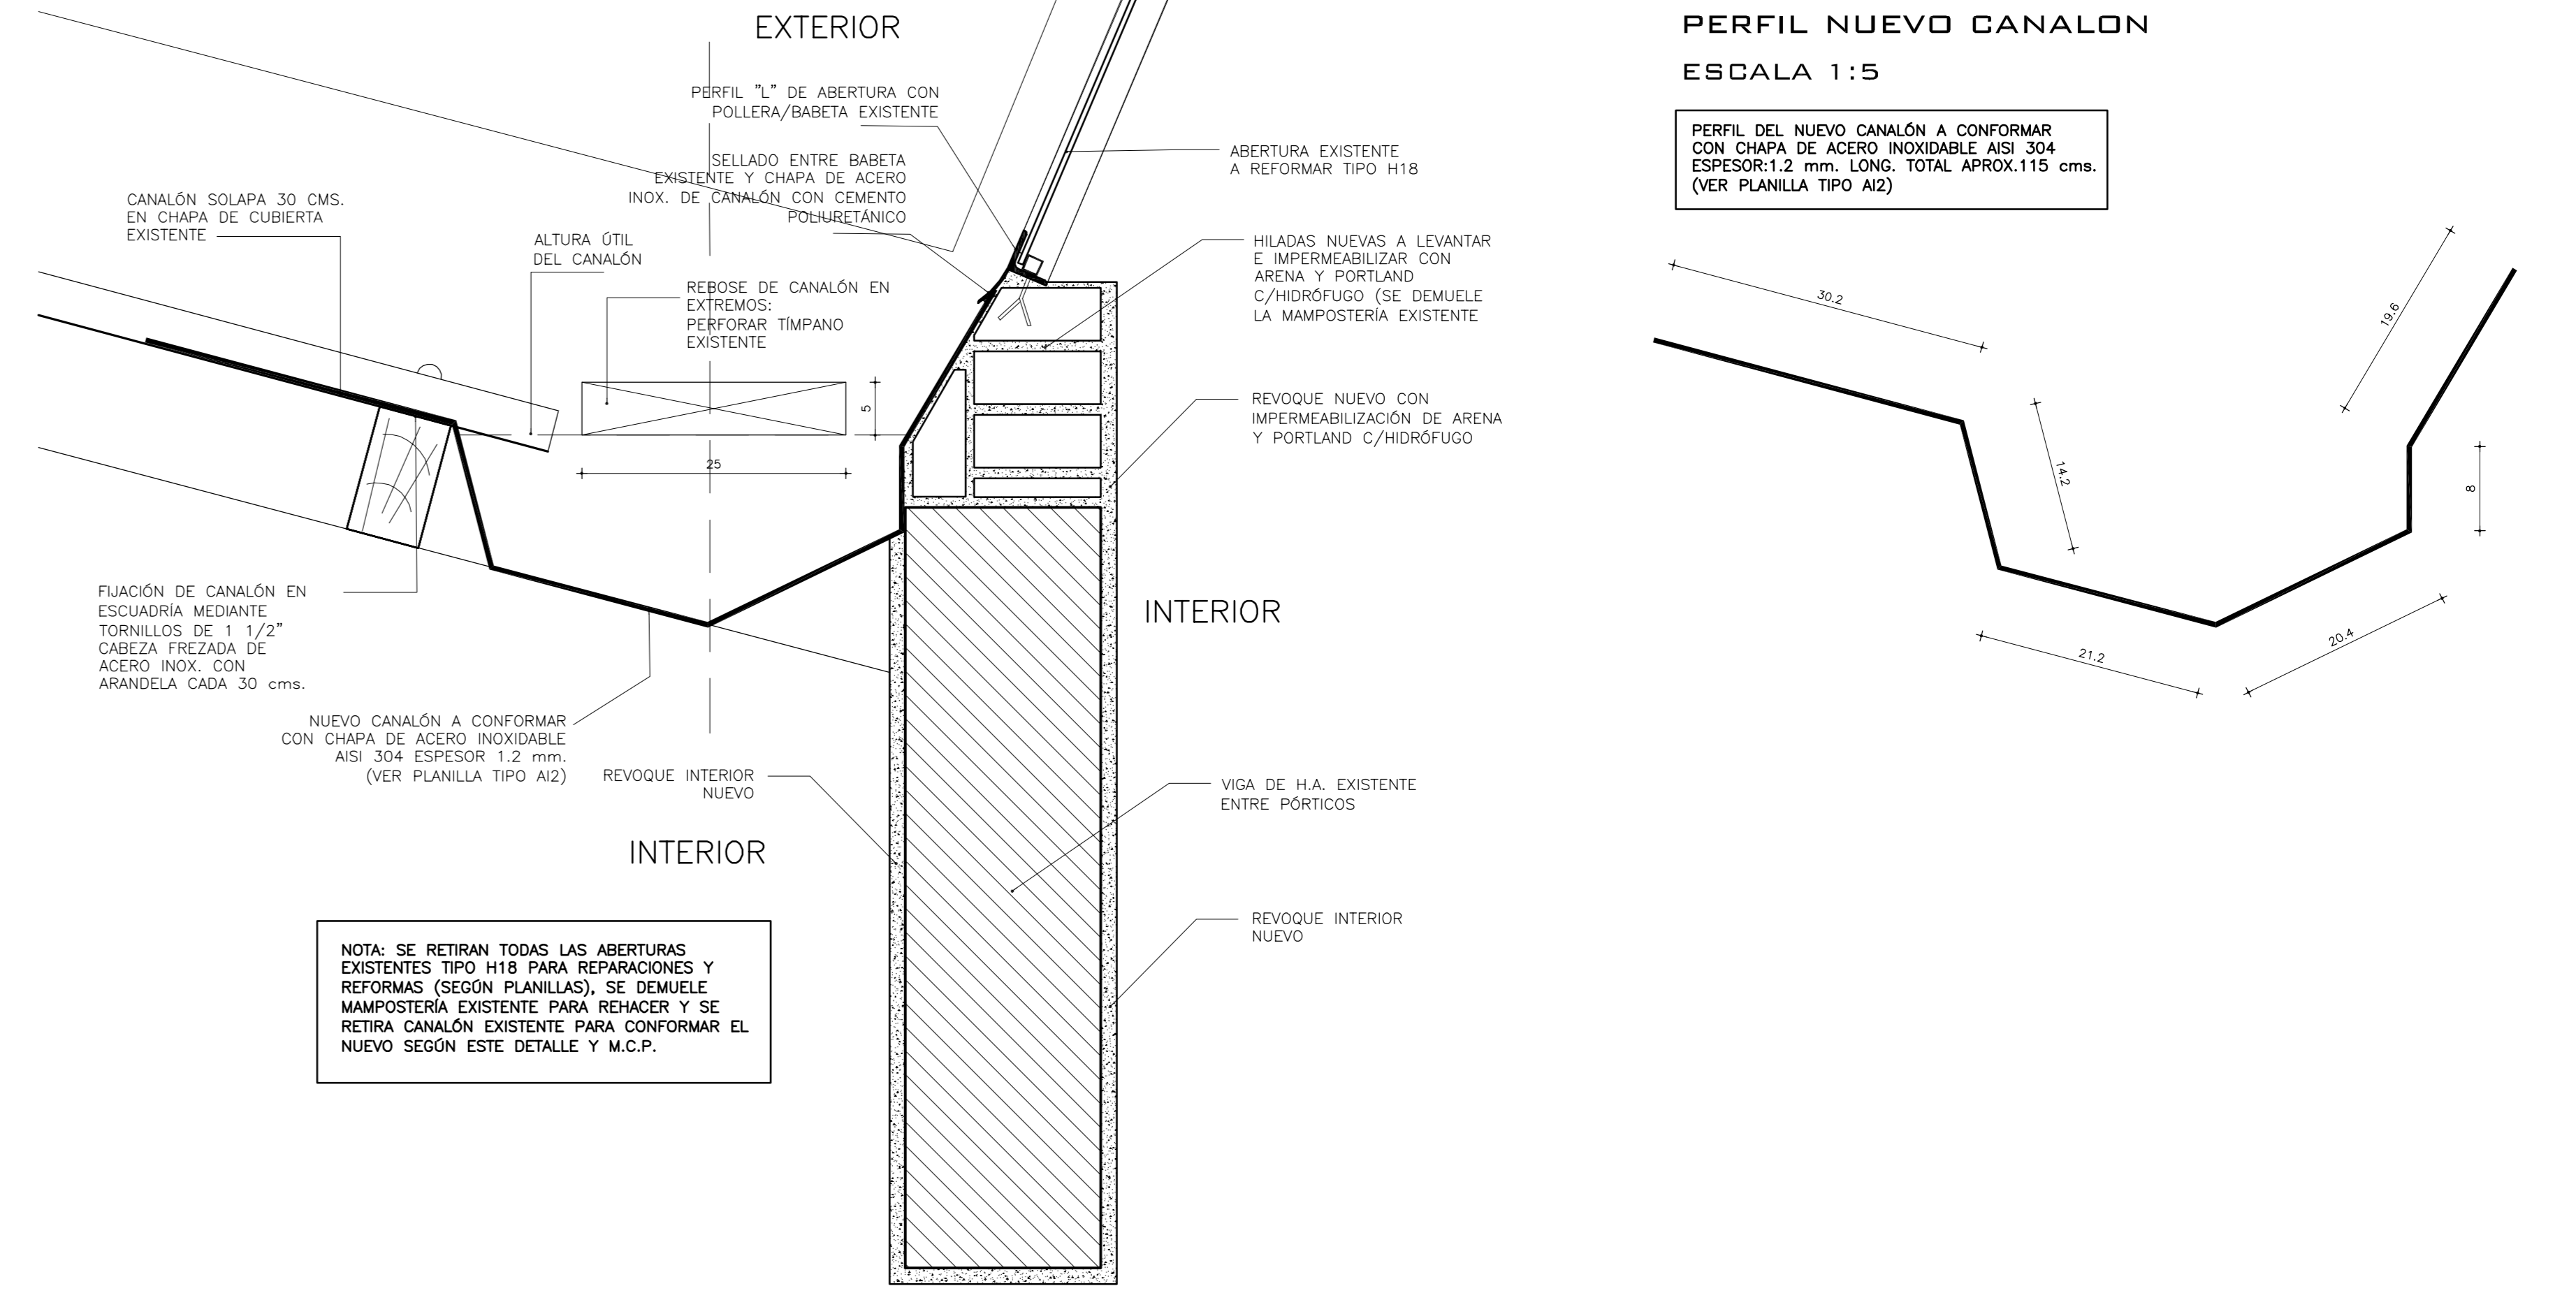 EXTERIOR
PERFIL "L" DE ABERTURA CON
POLLERA/BABETA EXISTENTE
SELLADO ENTRE BABETA
EXISTENTE Y CHAPA DE ACERO
INOX. DE CANALÓN CON CEMENTO
POLIURETÁNICO
CANALÓN SOLAPA 30 CMS.
EN CHAPA DE CUBIERTA
EXISTENTE
ALTURA ÚTIL
DEL CANALÓN
REBOSE DE CANALÓN EN
EXTREMOS:
PERFORAR TÍMPANO
EXISTENTE
5
25
ABERTURA EXISTENTE
A REFORMAR TIPO H18
HILADAS NUEVAS A LEVANTAR
E IMPERMEABILIZAR CON
ARENA Y PORTLAND
C/HIDRÓFUGO (SE DEMUELE
LA MAMPOSTERÍA EXISTENTE
REVOQUE NUEVO CON
IMPERMEABILIZACIÓN DE ARENA
Y PORTLAND C/HIDRÓFUGO
FIJACIÓN DE CANALÓN EN
ESCUADRÍA MEDIANTE
TORNILLOS DE 1 1/2"
CABEZA FREZADA DE
ACERO INOX. CON
ARANDELA CADA 30 cms.
INTERIOR
NUEVO CANALÓN A CONFORMAR
CON CHAPA DE ACERO INOXIDABLE
AISI 304 ESPESOR 1.2 mm.
(VER PLANILLA TIPO AI2)
REVOQUE INTERIOR
NUEVO
VIGA DE H.A. EXISTENTE
ENTRE PÓRTICOS
INTERIOR
REVOQUE INTERIOR
NUEVO
NOTA: SE RETIRAN TODAS LAS ABERTURAS
EXISTENTES TIPO H18 PARA REPARACIONES Y
REFORMAS (SEGÚN PLANILLAS), SE DEMUELE
MAMPOSTERÍA EXISTENTE PARA REHACER Y SE
RETIRA CANALÓN EXISTENTE PARA CONFORMAR EL
NUEVO SEGÚN ESTE DETALLE Y M.C.P.
PERFIL NUEVO CANALON
ESCALA 1:5
PERFIL DEL NUEVO CANALÓN A CONFORMAR
CON CHAPA DE ACERO INOXIDABLE AISI 304
ESPESOR:1.2 mm. LONG. TOTAL APROX.115 cms.
(VER PLANILLA TIPO AI2)
30.2
19.6
14.2
8
21.2
20.4